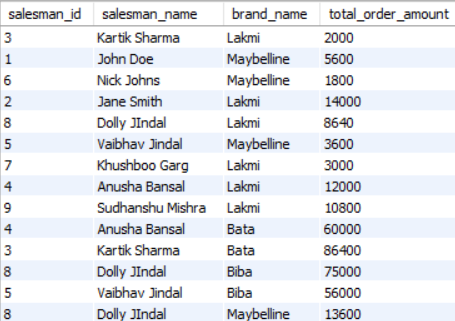 salesman_id salesman_name brand_name total_order_amount
3 Kartik Sharma Lakmi 2000
1 John Doe Maybelline 5600
6 Nick Johns Maybelline 1800
2 Jane Smith Lakmi 14000
8 Dolly JIndal Lakmi 8640
5 Vaibhav Jindal Maybelline 3600
7 Khushboo Garg Lakmi 3000
4 Anusha Bansal Lakmi 12000
9 Sudhanshu Mishra Lakmi 10800
4 Anusha Bansal Bata 60000
3 Kartik Sharma Bata 86400
8 Dolly JIndal Biba 75000
5 Vaibhav Jindal Biba 56000
8 Dolly JIndal Maybelline 13600